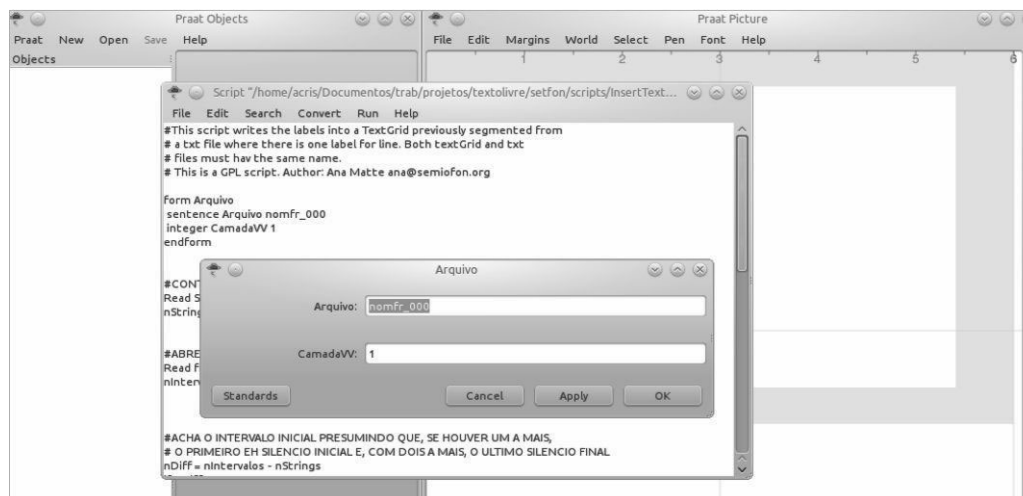 Praat Objects
Praat New Open Save Help
Objects
Praat Picture
File Edit Margins World Select Pen Font Help
1 2 3 4 5 6
Script "/home/acris/Documentos/trab/projetos/textolivre/setfon/scripts/InsertText...
File Edit Search Convert Run Help
#This script writes the labels into a TextGrid previously segmented from
# a txt file where there is one label for line. Both textGrid and txt
# files must hav the same name.
# This is a GPL script. Author: Ana Matte ana@semiofon.org
form Arquivo
sentence Arquivo nomfr_000
integer CamadaVV 1
endform
#CONT
Read S
nString
#ABRE
Read f
nInterv
Arquivo
Arquivo: nomfr_000
CamadaVV: 1
Standards Cancel Apply OK
#ACHA O INTERVALO INICIAL PRESUMINDO QUE, SE HOUVER UM A MAIS,
# O PRIMEIRO EH SILENCIO INICIAL E, COM DOIS A MAIS, O ULTIMO SILENCIO FINAL
nDiff = nIntervalos - nStrings